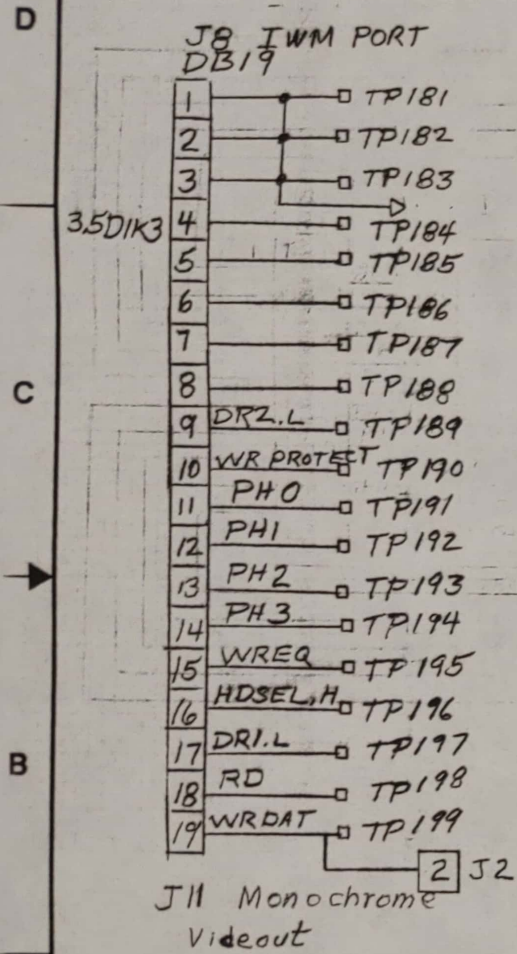 D
J8 IWM PORT
DB19
1 TP181
2 TP182
3 TP183
3.5DIK3 4 TP184
5 TP185
6 TP186
7 TP187
C
8 TP188
9 DR2.L TP189
10 WR PROTECT TP190
11 PH0 TP191
12 PH1 TP192
13 PH2 TP193
14 PH3 TP194
15 WREQ TP195
16 HDSEL,H TP196
B
17 DR1.L TP197
18 RD TP198
19 WRDAT TP199
2 J2
J11 Monochrome
Videout